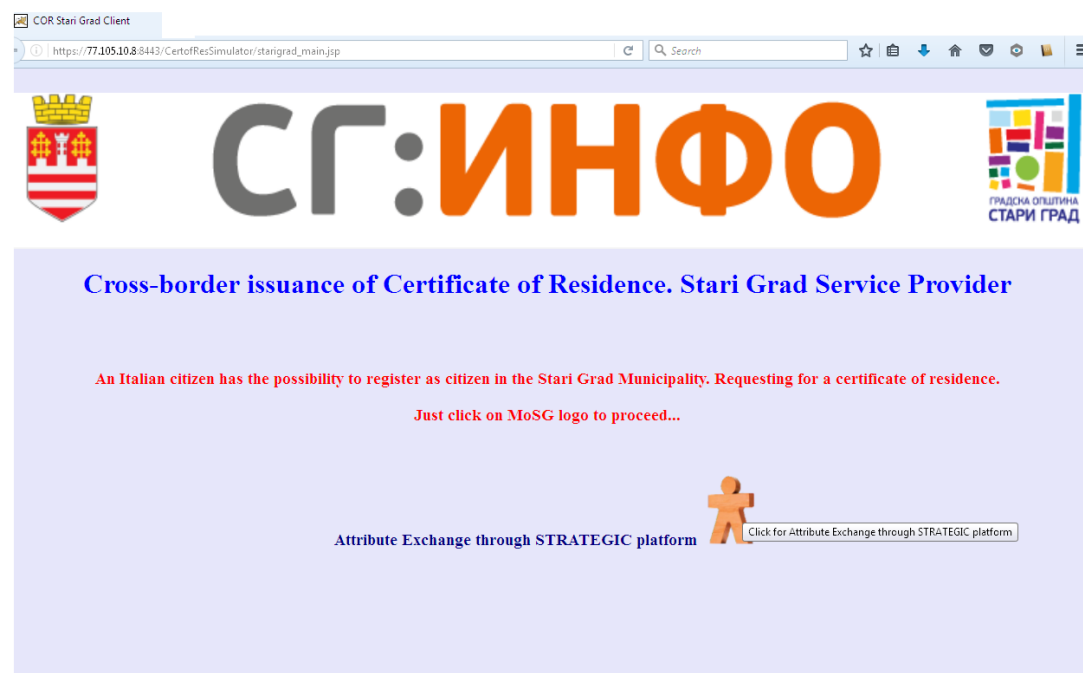 COR Stari Grad Client
https://77.105.10.8:8443/CertofResSimulator/starigrad_main.jsp
Search
СГ:ИНФО
ГРАДСКА ОПШТИНА
СТАРИ ГРАД
Cross-border issuance of Certificate of Residence. Stari Grad Service Provider
An Italian citizen has the possibility to register as citizen in the Stari Grad Municipality. Requesting for a certificate of residence.
Just click on MoSG logo to proceed...
Attribute Exchange through STRATEGIC platform
Click for Attribute Exchange through STRATEGIC platform